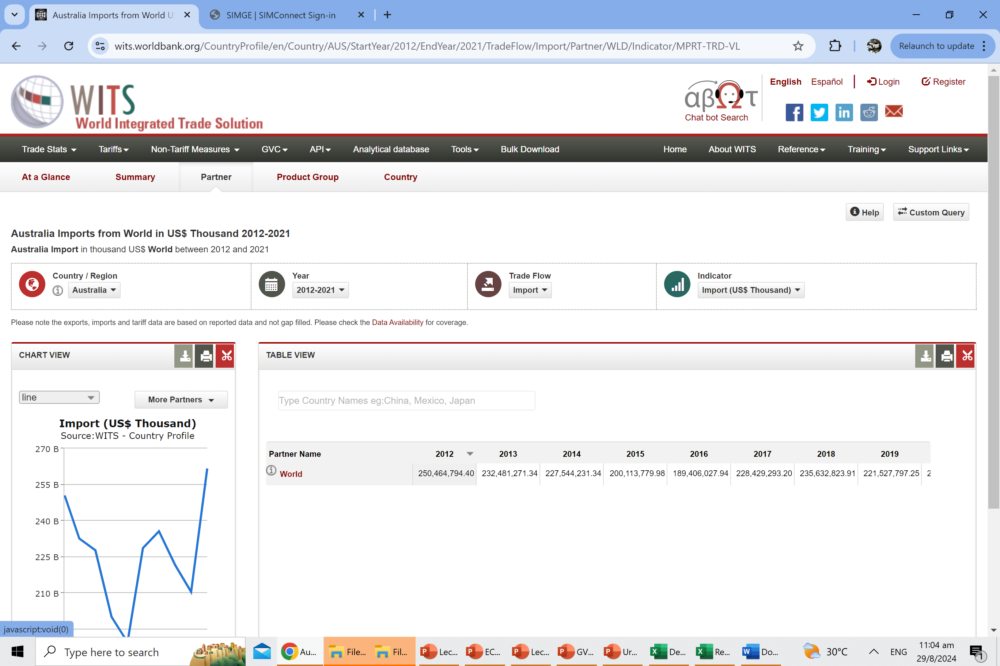 Australia Imports from World U
SIMGE | SIMConnect Sign-in
wits.worldbank.org/CountryProfile/en/Country/AUS/StartYear/2012/EndYear/2021/TradeFlow/Import/Partner/WLD/Indicator/MPRT-TRD-VL
Relaunch to update
WITS
World Integrated Trade Solution
αβΩτ
Chat bot Search
English Español Login Register
Trade Stats Tariffs Non-Tariff Measures GVC API Analytical database Tools Bulk Download Home About WITS Reference Training Support Links
At a Glance Summary Partner Product Group Country
Help Custom Query
Australia Imports from World in US$ Thousand 2012-2021
Australia Import in thousand US$ World between 2012 and 2021
Country / Region Year Trade Flow Indicator
Australia 2012-2021 Import Import (US$ Thousand)
Please note the exports, imports and tariff data are based on reported data and not gap filled. Please check the Data Availability for coverage.
CHART VIEW
line More Partners
Import (US$ Thousand)
Source:WITS - Country Profile
270 B
255 B
240 B
225 B
210 B
TABLE VIEW
Type Country Names eg:China, Mexico, Japan
Partner Name 2012 2013 2014 2015 2016 2017 2018 2019
World 250,464,794.40 232,481,271.34 227,544,231.34 200,113,779.98 189,406,027.94 228,429,293.20 235,632,823.91 221,527,797.25 2
javascript:void(0)
Type here to search
Au... File... Fil... Lec... EC... Lec... GV... Ur... De... Re... Do...
30°C
ENG
11:04 am
29/8/2024
1